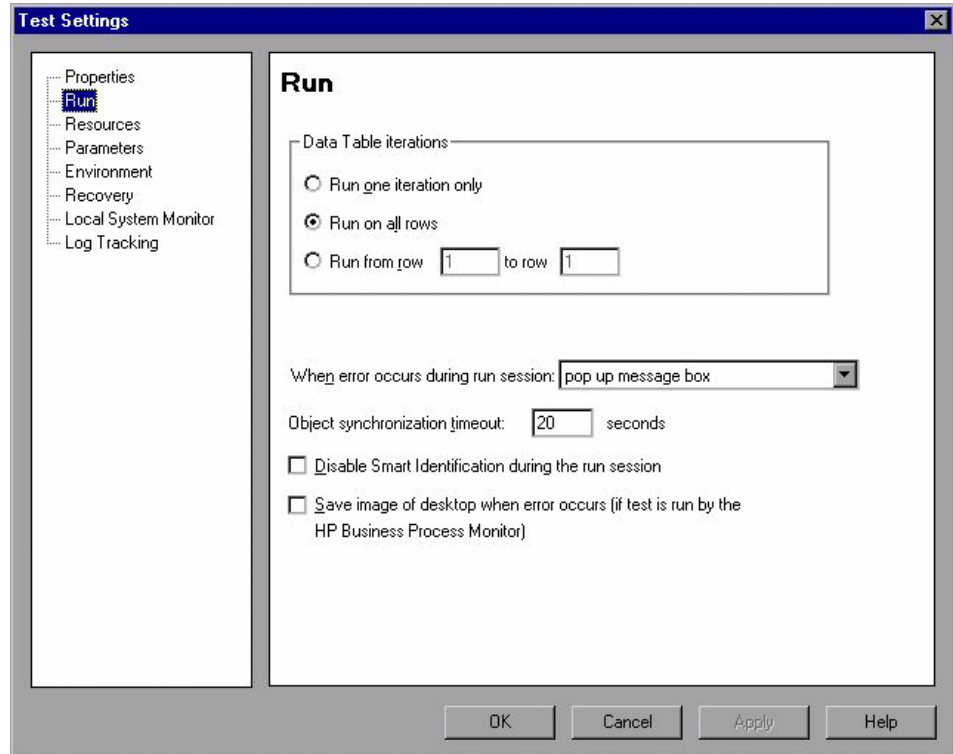 Test Settings
Properties
Run
Resources
Parameters
Environment
Recovery
Local System Monitor
Log Tracking
Run
Data Table iterations
Run one iteration only
Run on all rows
Run from row 1 to row 1
When error occurs during run session: pop up message box
Object synchronization timeout: 20 seconds
Disable Smart Identification during the run session
Save image of desktop when error occurs (if test is run by the
HP Business Process Monitor)
OK Cancel Apply Help